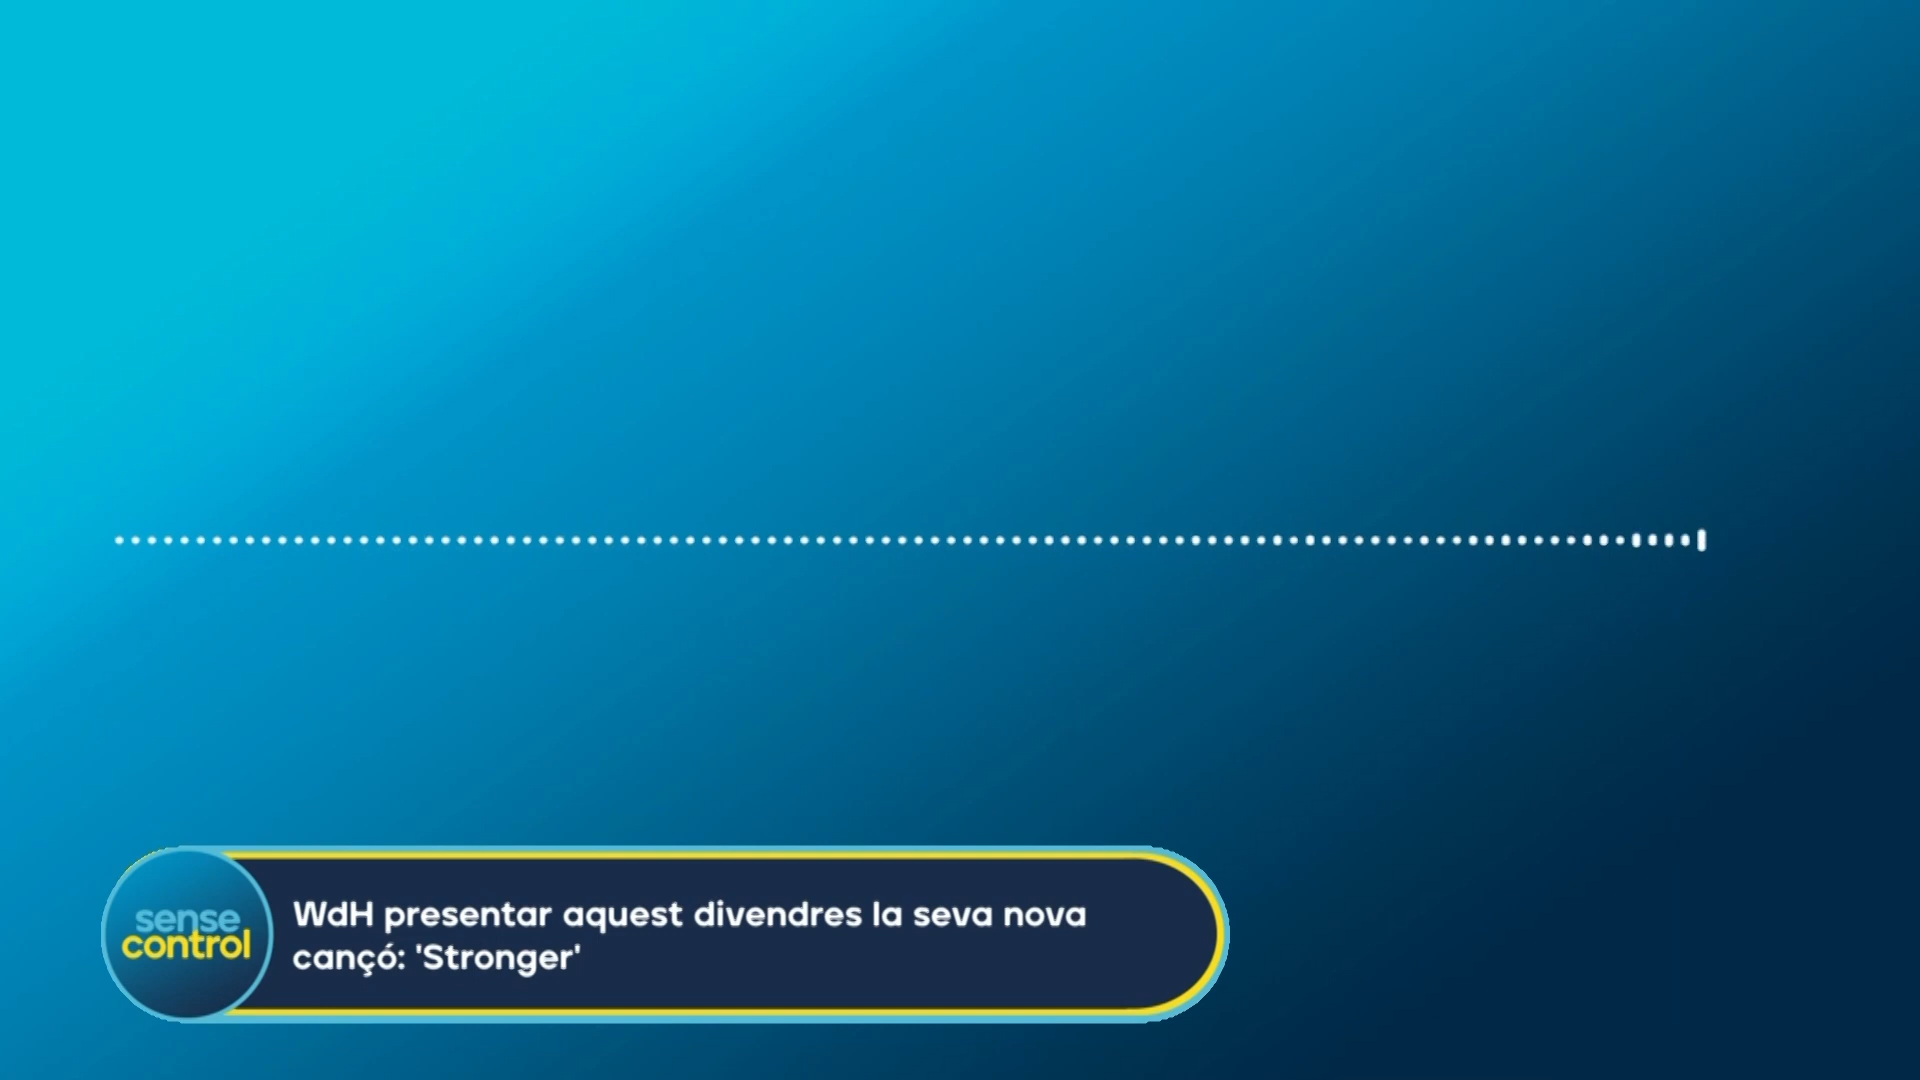 sense
control
WdH presentar aquest divendres la seva nova
cançó: 'Stronger'